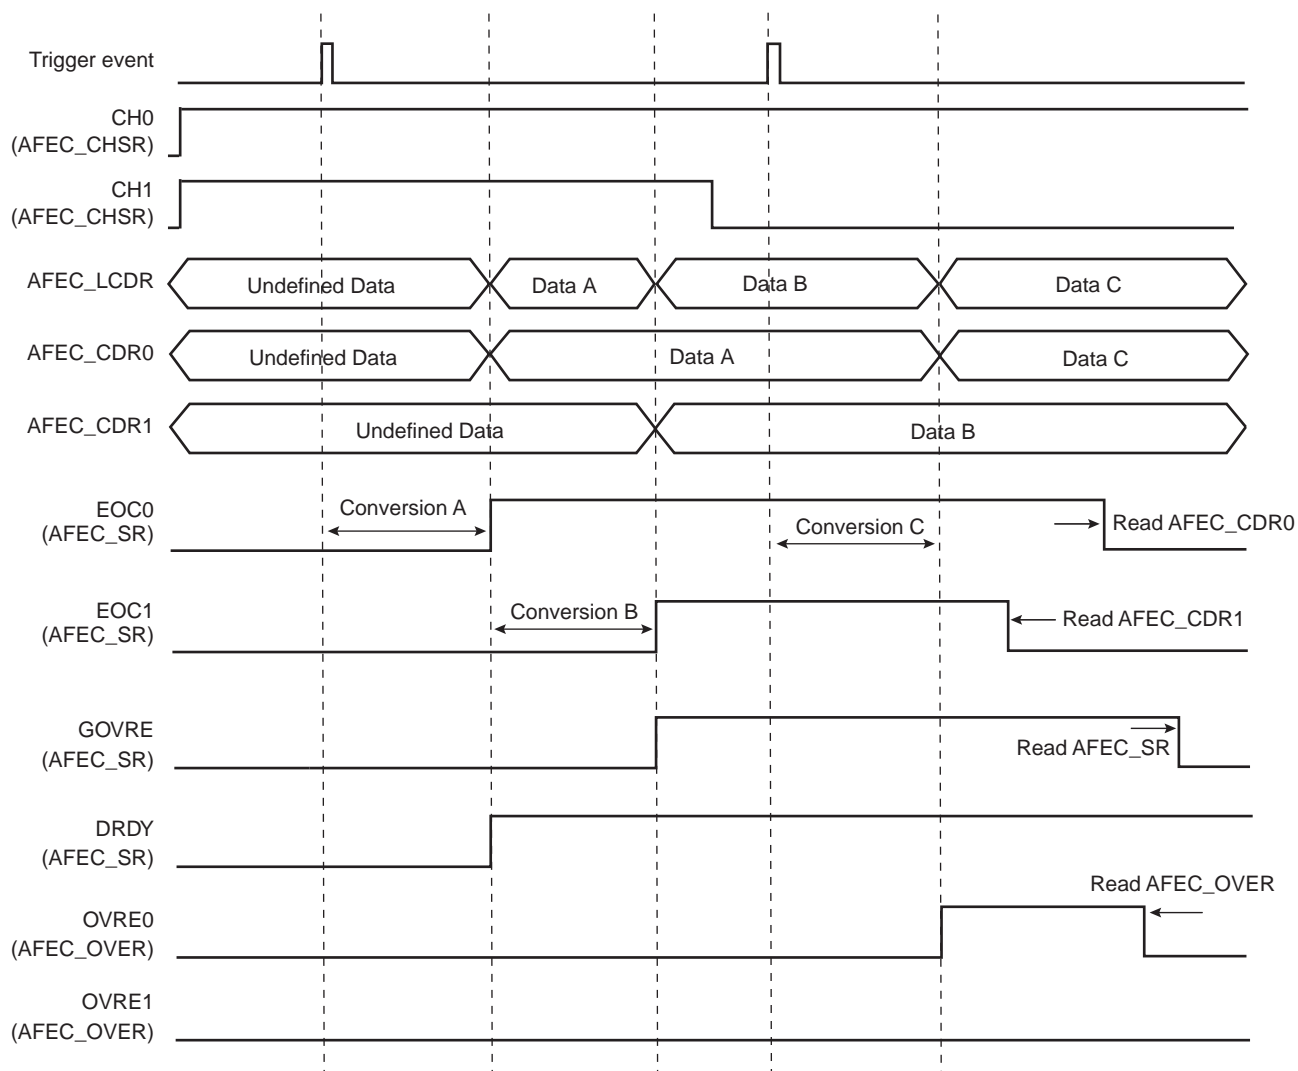 Trigger event
CH0
(AFEC_CHSR)
CH1
(AFEC_CHSR)
AFEC_LCDR
Undefined Data
Data A
Data B
Data C
AFEC_CDR0
Undefined Data
Data A
Data C
AFEC_CDR1
Undefined Data
Data B
EOC0
(AFEC_SR)
Conversion A
Conversion C
Read AFEC_CDR0
EOC1
(AFEC_SR)
Conversion B
Read AFEC_CDR1
GOVRE
(AFEC_SR)
Read AFEC_SR
DRDY
(AFEC_SR)
Read AFEC_OVER
OVRE0
(AFEC_OVER)
OVRE1
(AFEC_OVER)